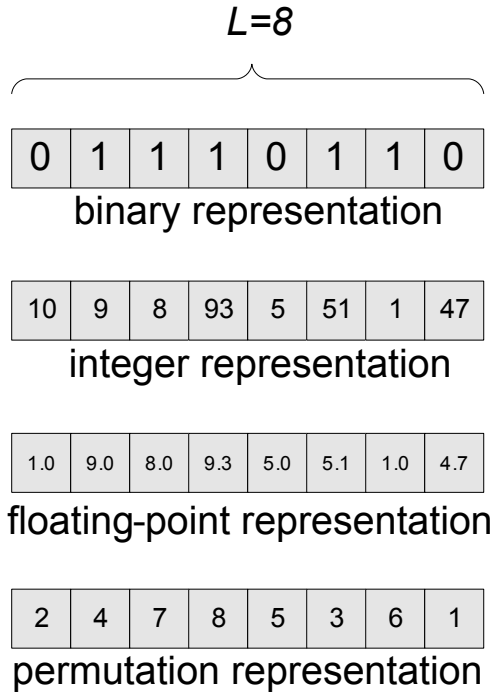 L=8
0 1 1 1 0 1 1 0
binary representation
10 9 8 93 5 51 1 47
integer representation
1.0 9.0 8.0 9.3 5.0 5.1 1.0 4.7
floating-point representation
2 4 7 8 5 3 6 1
permutation representation